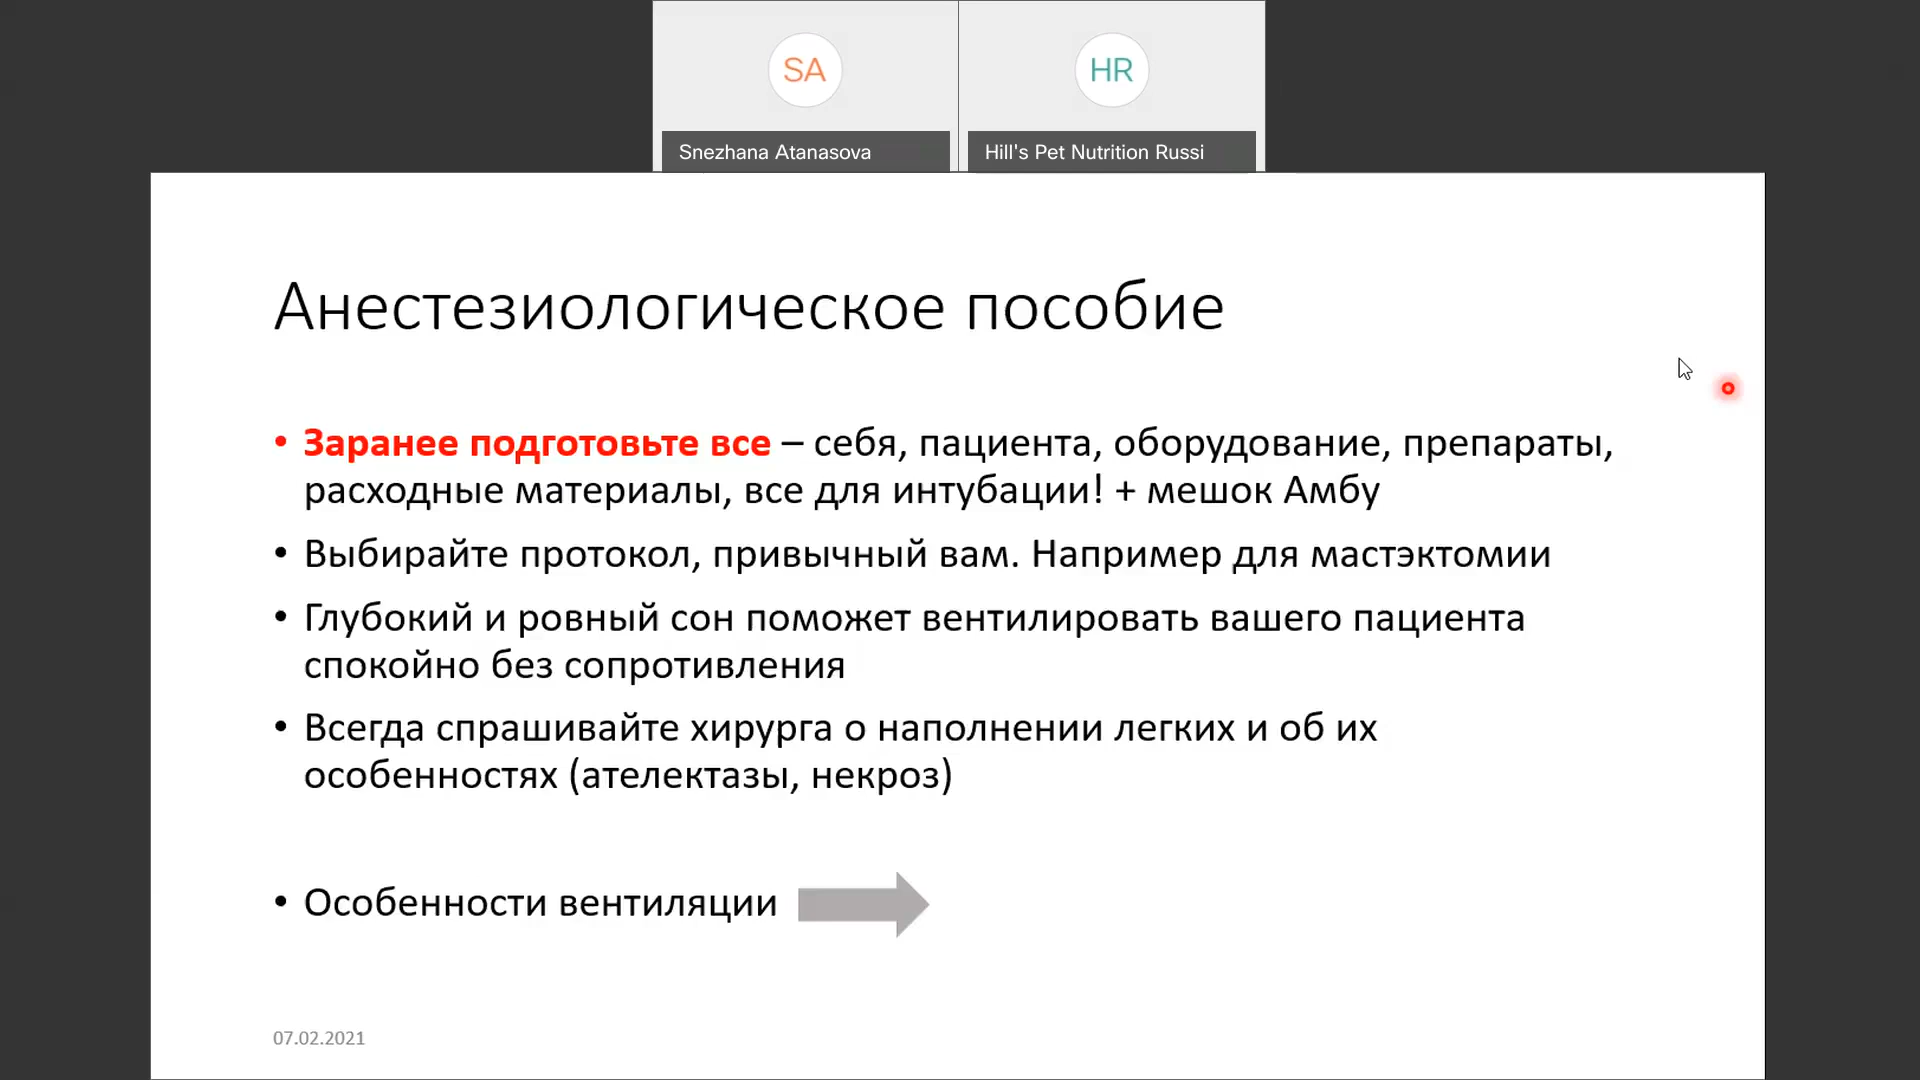 SA
HR
Snezhana Atanasova
Hill's Pet Nutrition Russi
Анестезиологическое пособие
• Заранее подготовьте все – себя, пациента, оборудование, препараты,
расходные материалы, все для интубации! + мешок Амбу
• Выбирайте протокол, привычный вам. Например для мастэктомии
• Глубокий и ровный сон поможет вентилировать вашего пациента
спокойно без сопротивления
• Всегда спрашивайте хирурга о наполнении легких и об их
особенностях (ателектазы, некроз)
• Особенности вентиляции
07.02.2021